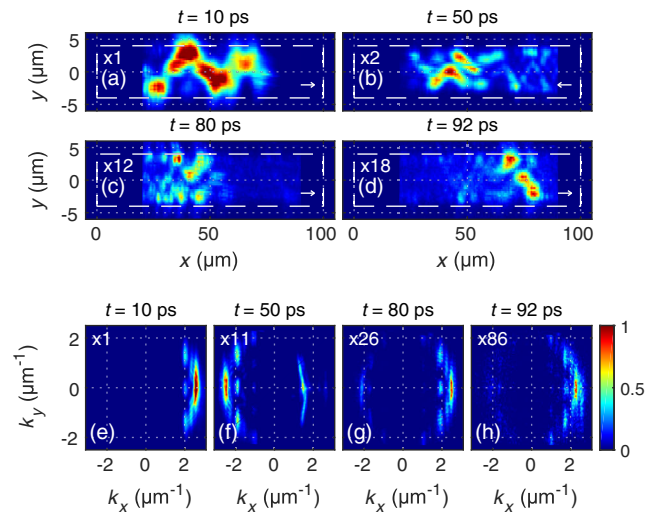 t = 10 ps
t = 50 ps
5
0
-5
y (µm)
x1
(a)
x2
(b)
t = 80 ps
t = 92 ps
5
0
-5
y (µm)
x12
(c)
x18
(d)
0
50
100
0
50
100
x (µm)
x (µm)
t = 10 ps
t = 50 ps
t = 80 ps
t = 92 ps
2
0
-2
k_y (µm⁻¹)
x1
(e)
x11
(f)
x26
(g)
x86
(h)
1
0.5
0
-2
0
2
-2
0
2
-2
0
2
-2
0
2
k_x (µm⁻¹)
k_x (µm⁻¹)
k_x (µm⁻¹)
k_x (µm⁻¹)